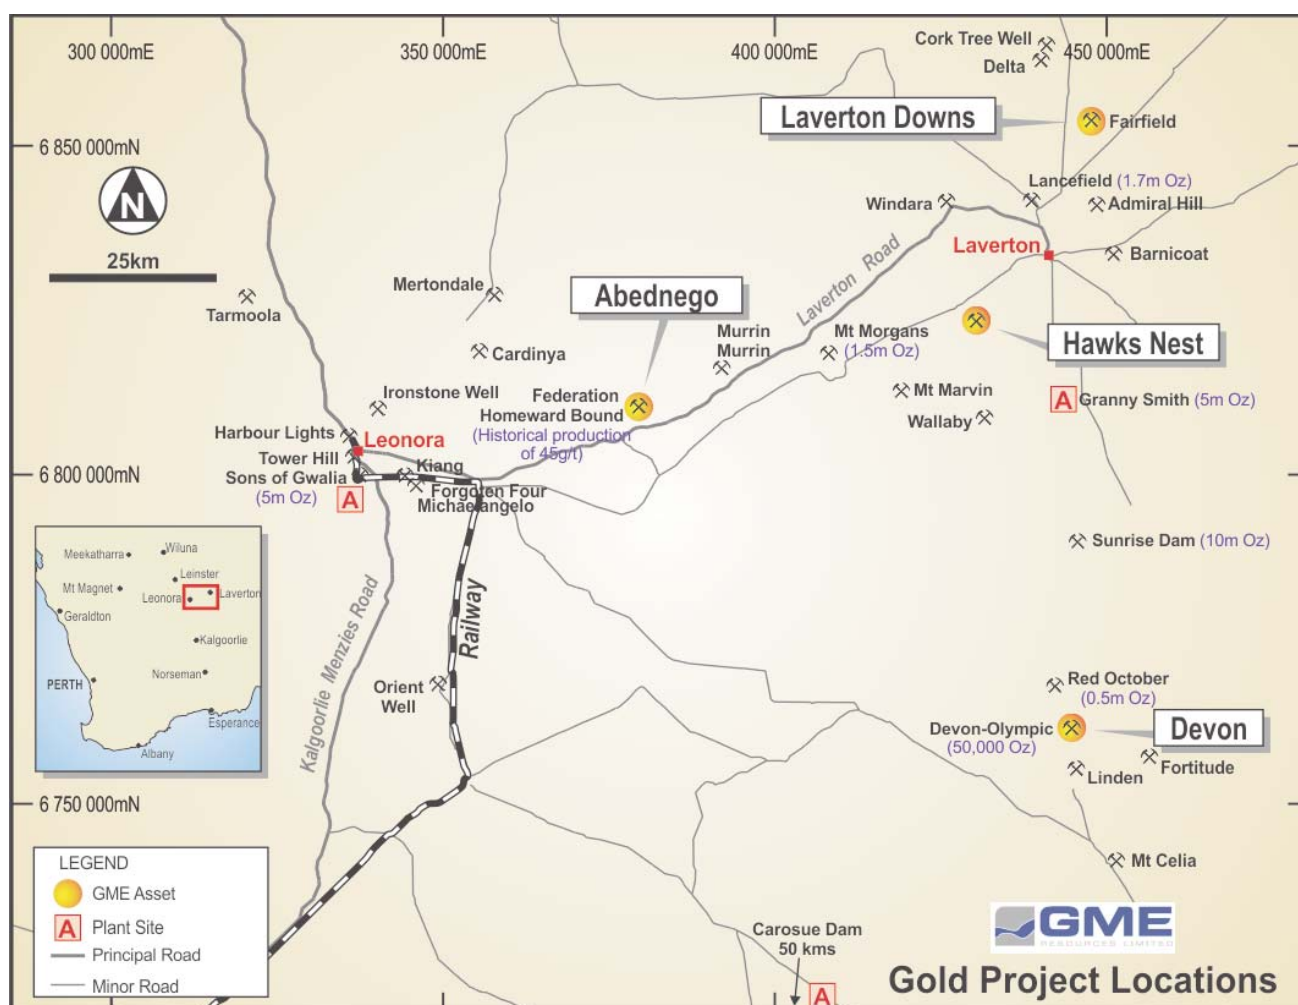 300 000mE
350 000mE
400 000mE
450 000mE
Cork Tree Well
Delta
Laverton Downs
Fairfield
6 850 000mN
N
25km
Lancefield (1.7m Oz)
Windara
Admiral Hill
Laverton
Barnicoat
Laverton Road
Mertondale
Abednego
Tarmoola
Murrin
Murrin
Mt Morgans
(1.5m Oz)
Hawks Nest
Cardinya
Ironstone Well
Federation
Homeward Bound
(Historical production
of 45g/t)
Mt Marvin
A
Granny Smith (5m Oz)
Wallaby
Harbour Lights
Leonora
Tower Hill
Sons of Gwalia
(5m Oz)
A
Kiang
Forgoten Four
Michaelangelo
6 800 000mN
Sunrise Dam (10m Oz)
Meekatharra
Wiluna
Leinster
Mt Magnet
Leonora
Laverton
Geraldton
Kalgoorlie
Norseman
PERTH
Esperance
Albany
Kalgoorlie Menzies Road
Railway
Orient
Well
Red October
(0.5m Oz)
Devon-Olympic
(50,000 Oz)
Devon
Linden
Fortitude
6 750 000mN
Mt Celia
LEGEND
GME Asset
A
Plant Site
Principal Road
Minor Road
Carosue Dam
50 kms
A
GME
RESOURCES LIMITED
Gold Project Locations